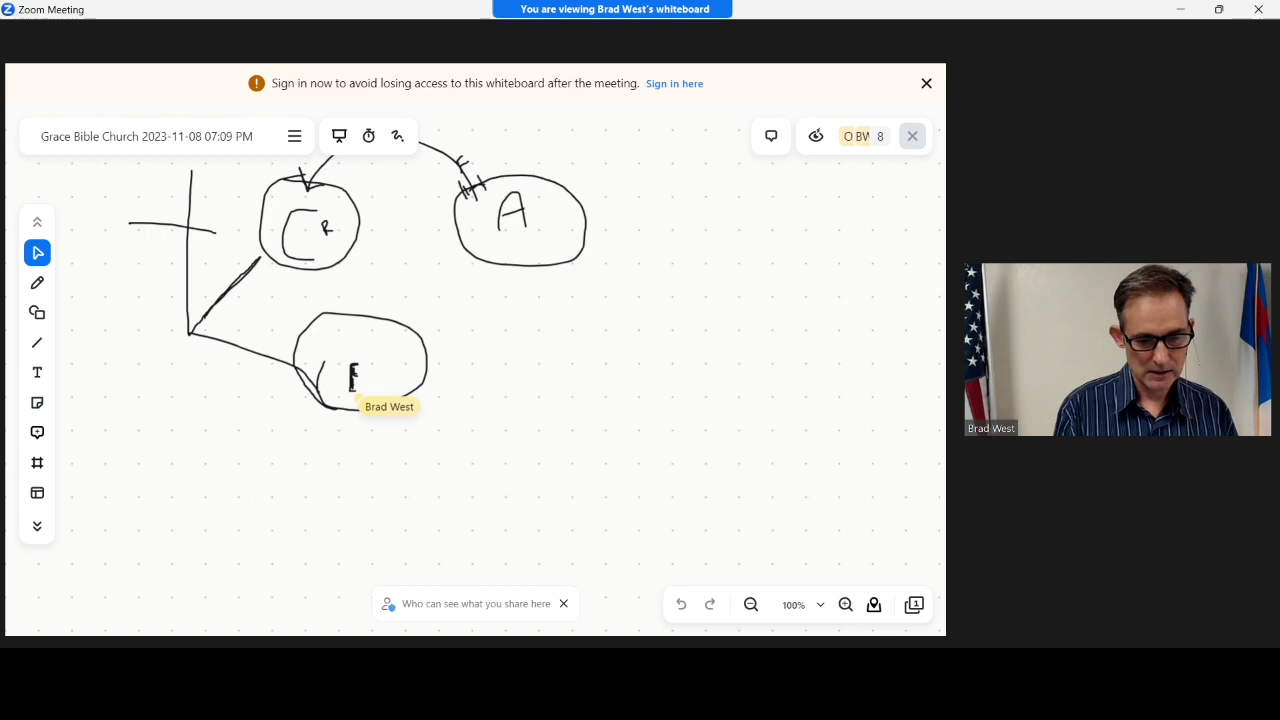 Zoom Meeting
You are viewing Brad West's whiteboard
Sign in now to avoid losing access to this whiteboard after the meeting. Sign in here
Grace Bible Church 2023-11-08 07:09 PM
8
C R
A
Brad West
Brad West
Who can see what you share here
100%
1